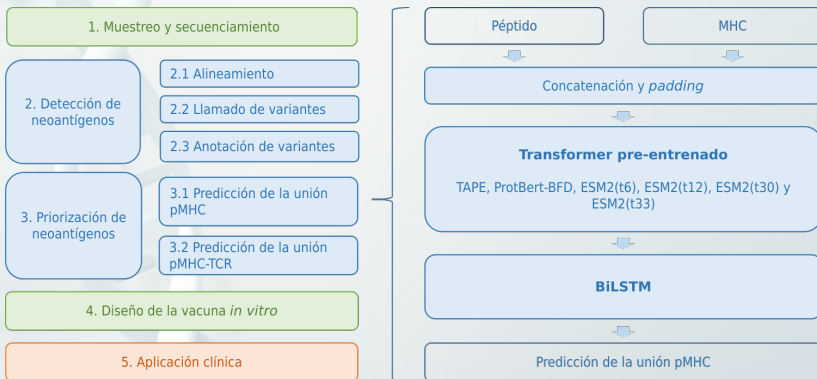 1. Muestreo y secuenciamiento
2. Detección de
neoantígenos
2.1 Alineamiento
2.2 Llamado de variantes
2.3 Anotación de variantes
3. Priorización de
neoantígenos
3.1 Predicción de la unión
pMHC
3.2 Predicción de la unión
pMHC-TCR
4. Diseño de la vacuna in vitro
5. Aplicación clínica
Péptido
MHC
Concatenación y padding
Transformer pre-entrenado
TAPE, ProtBert-BFD, ESM2(t6), ESM2(t12), ESM2(t30) y
ESM2(t33)
BiLSTM
Predicción de la unión pMHC